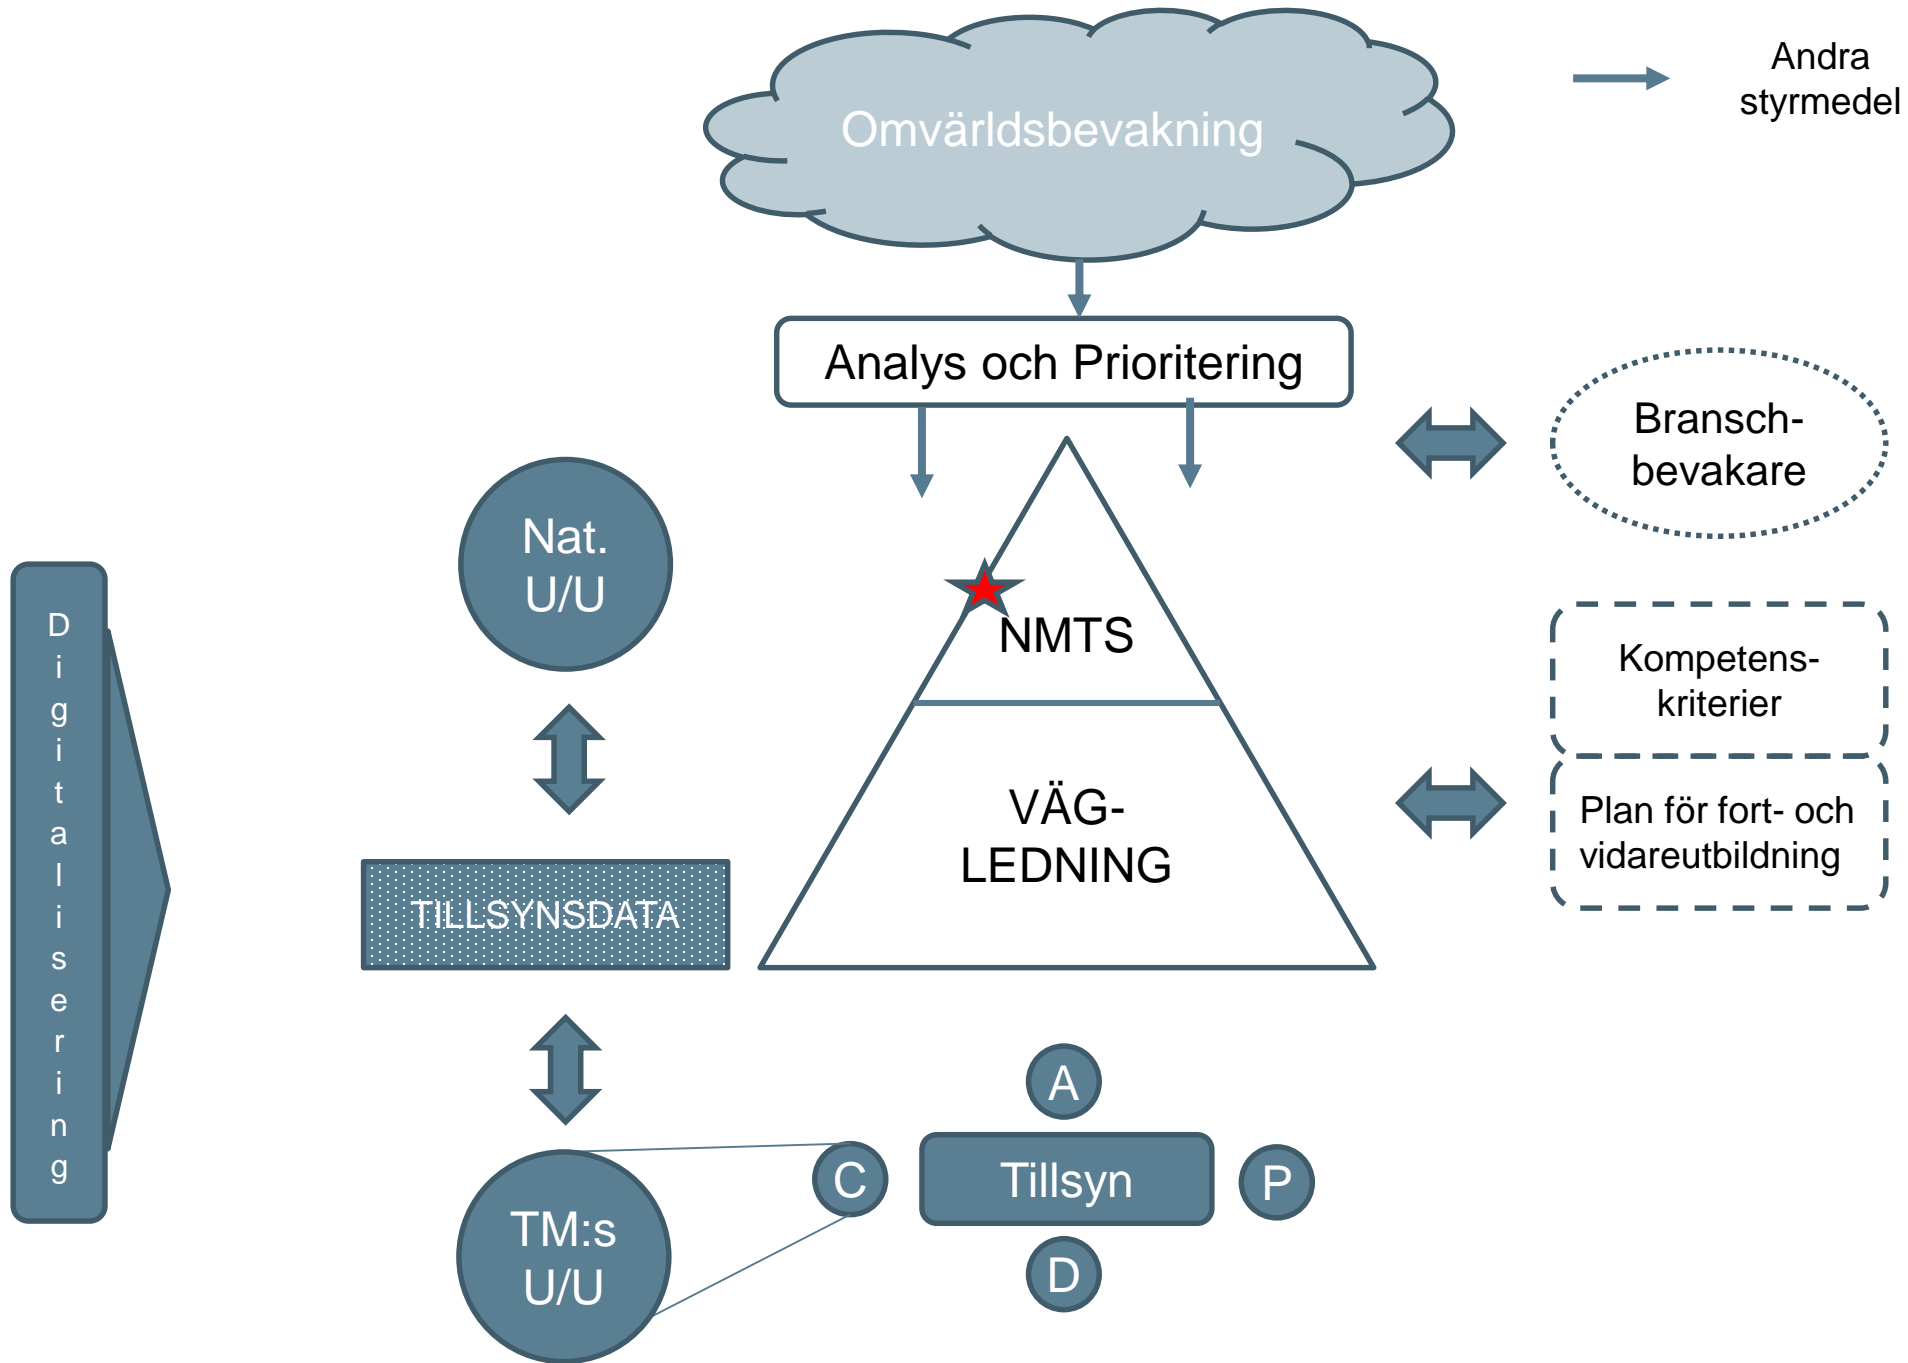 Andra
styrmedel
Omvärldsbevakning
Analys och Prioritering
Bransch-
bevakare
Nat.
U/U
Digitalisering
NMTS
Kompetens-
kriterier
VÄG-
LEDNING
Plan för fort- och
vidareutbildning
TILLSYNSDATA
A
C
Tillsyn
P
D
TM:s
U/U